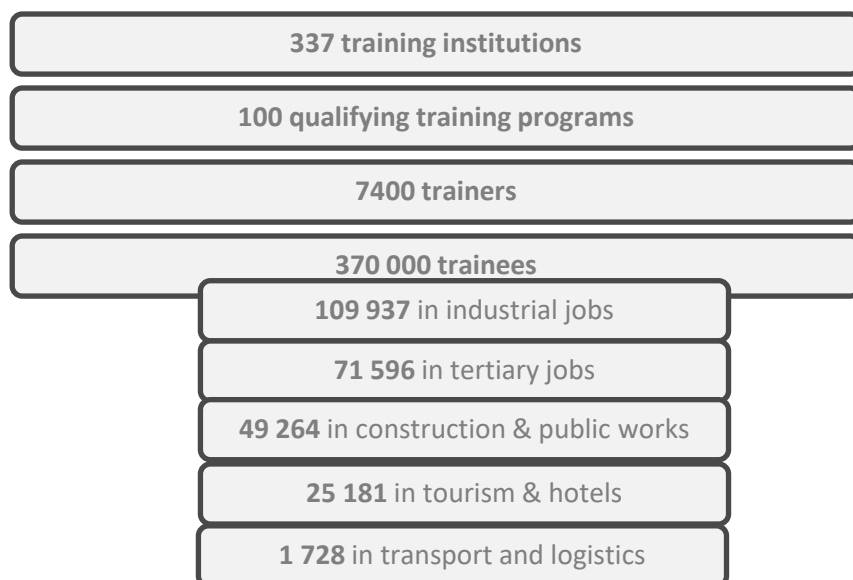 337 training institutions
100 qualifying training programs
7400 trainers
370 000 trainees
109 937 in industrial jobs
71 596 in tertiary jobs
49 264 in construction & public works
25 181 in tourism & hotels
1 728 in transport and logistics